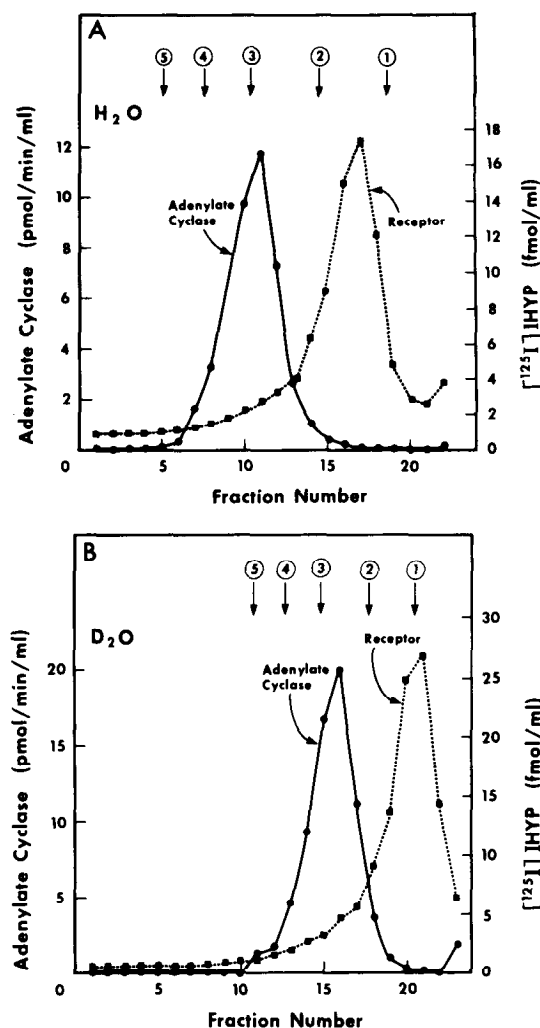 A
5 4 3 2 1
H2O
Adenylate Cyclase
Receptor
Adenylate Cyclase (pmol/min/ml)
12
10
8
6
4
2
[125I] IHYP (fmol/ml)
18
16
14
12
10
8
6
4
2
0
0 5 10 15 20
Fraction Number
B
5 4 3 2 1
D2O
Adenylate Cyclase
Receptor
Adenylate Cyclase (pmol/min/ml)
20
15
10
5
[125I] IHYP (fmol/ml)
30
25
20
15
10
5
0
0 5 10 15 20
Fraction Number